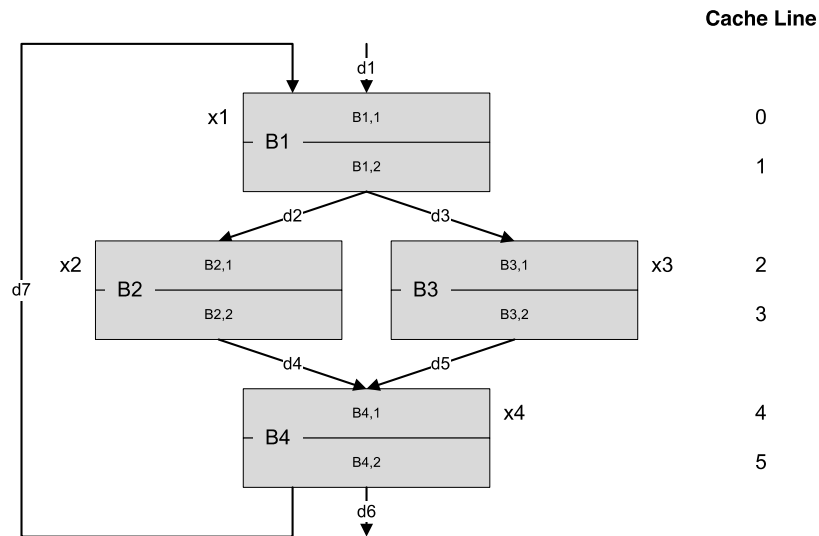 Cache Line
d1
x1
B1,1
0
B1
B1,2
1
d2
d3
x2
B2,1
B3,1
x3
2
d7
B2
B3
B2,2
B3,2
3
d4
d5
B4,1
x4
4
B4
B4,2
5
d6